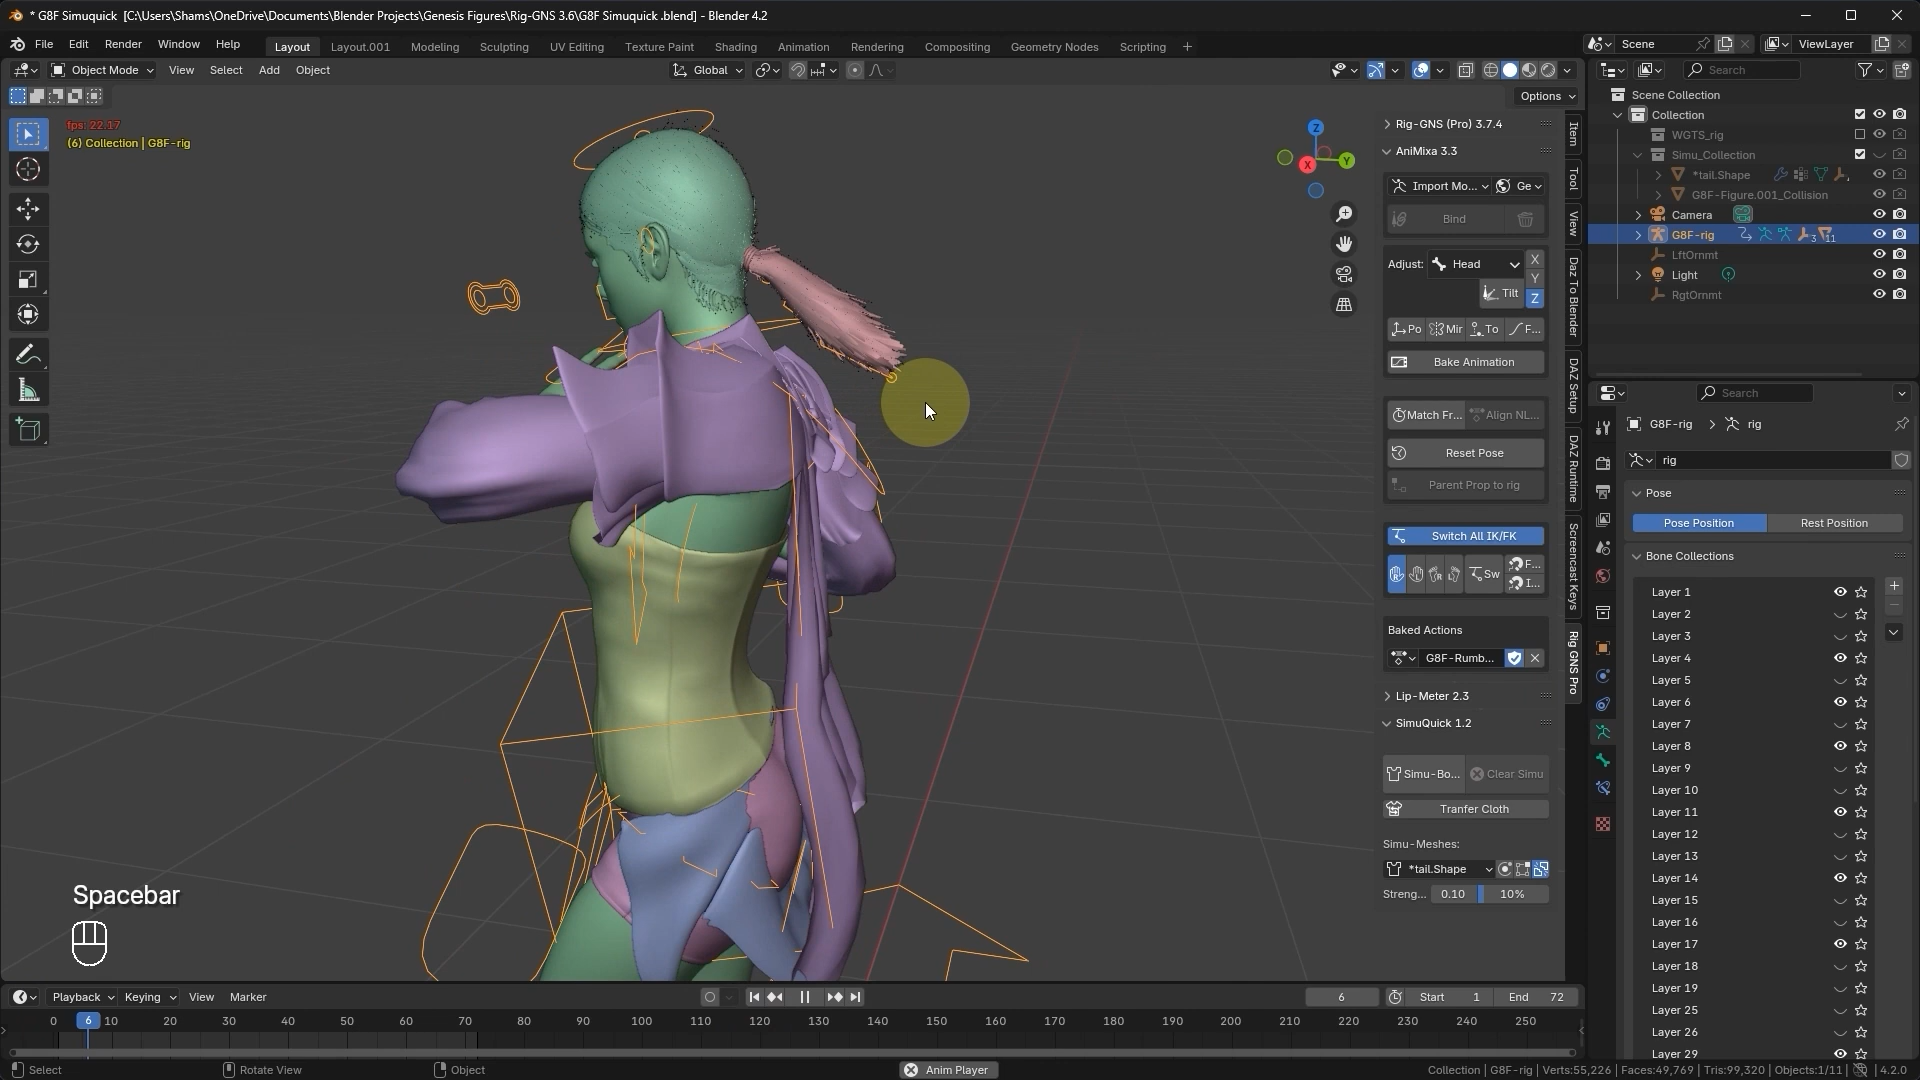 * G8F Simuquick  [C:\Users\Shams\OneDrive\Documents\Blender Projects\Genesis Figures\Rig-GNS 3.6\G8F Simuquick .blend] - Blender 4.2
File Edit Render Window Help Layout Layout.001 Modeling Sculpting UV Editing Texture Paint Shading Animation Rendering Compositing Geometry Nodes Scripting + Scene ViewLayer
Object Mode View Select Add Object Global Search
Options
fps: 22.17
(6) Collection | G8F-rig
Z
Y
X
Rig-GNS (Pro) 3.7.4
AniMixa 3.3
Import Mo... Ge
Bind
Adjust: Head X
Y
Tilt Z
Po Mir To F...
Bake Animation
Match Fr... Align NL...
Reset Pose
Parent Prop to rig
Switch All IK/FK
Sw F...
I...
Baked Actions
G8F-Rumb...
Lip-Meter 2.3
SimuQuick 1.2
Simu-Bo... Clear Simu
Tranfer Cloth
Simu-Meshes:
*tail.Shape
Streng... 0.10 10%
Item
Tool
View
Daz To Blender
DAZ Setup
DAZ Runtime
Screencast Keys
Rig GNS Pro
Scene Collection
Collection
WGTS_rig
Simu_Collection
*tail.Shape
G8F-Figure.001_Collision
Camera
G8F-rig 3 11
LftOrnmt
Light
RgtOrnmt
Search
G8F-rig > rig
rig
Pose
Pose Position Rest Position
Bone Collections
Layer 1
Layer 2
Layer 3
Layer 4
Layer 5
Layer 6
Layer 7
Layer 8
Layer 9
Layer 10
Layer 11
Layer 12
Layer 13
Layer 14
Layer 15
Layer 16
Layer 17
Layer 18
Layer 19
Layer 25
Layer 26
Layer 29
Spacebar
Playback Keying View Marker 6 Start 1 End 72
0 6 10 20 30 40 50 60 70 80 90 100 110 120 130 140 150 160 170 180 190 200 210 220 230 240 250
Select Rotate View Object Anim Player Collection | G8F-rig | Verts:55,226 | Faces:49,769 | Tris:99,320 | Objects:1/11 | 4.2.0